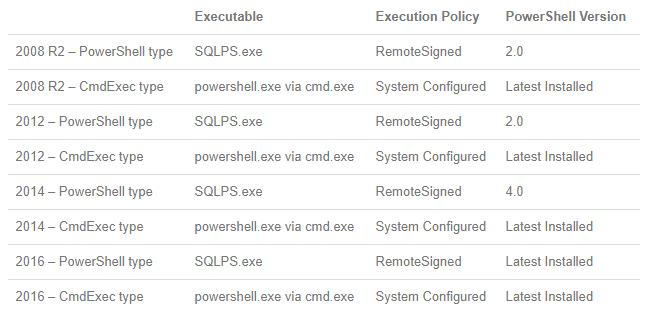 Executable Execution Policy PowerShell Version
2008 R2 – PowerShell type SQLPS.exe RemoteSigned 2.0
2008 R2 – CmdExec type powershell.exe via cmd.exe System Configured Latest Installed
2012 – PowerShell type SQLPS.exe RemoteSigned 2.0
2012 – CmdExec type powershell.exe via cmd.exe System Configured Latest Installed
2014 – PowerShell type SQLPS.exe RemoteSigned 4.0
2014 – CmdExec type powershell.exe via cmd.exe System Configured Latest Installed
2016 – PowerShell type SQLPS.exe RemoteSigned Latest Installed
2016 – CmdExec type powershell.exe via cmd.exe System Configured Latest Installed